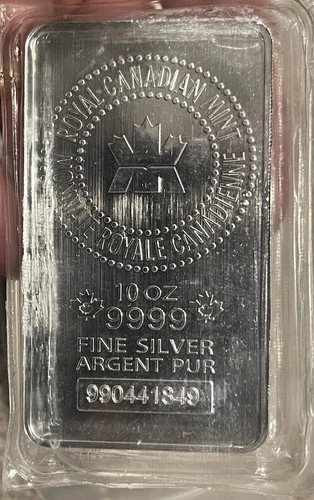 ROYAL CANADIAN MINT
MONNAIE ROYALE CANADIENNE
10 OZ
9999
FINE SILVER
ARGENT PUR
990441849